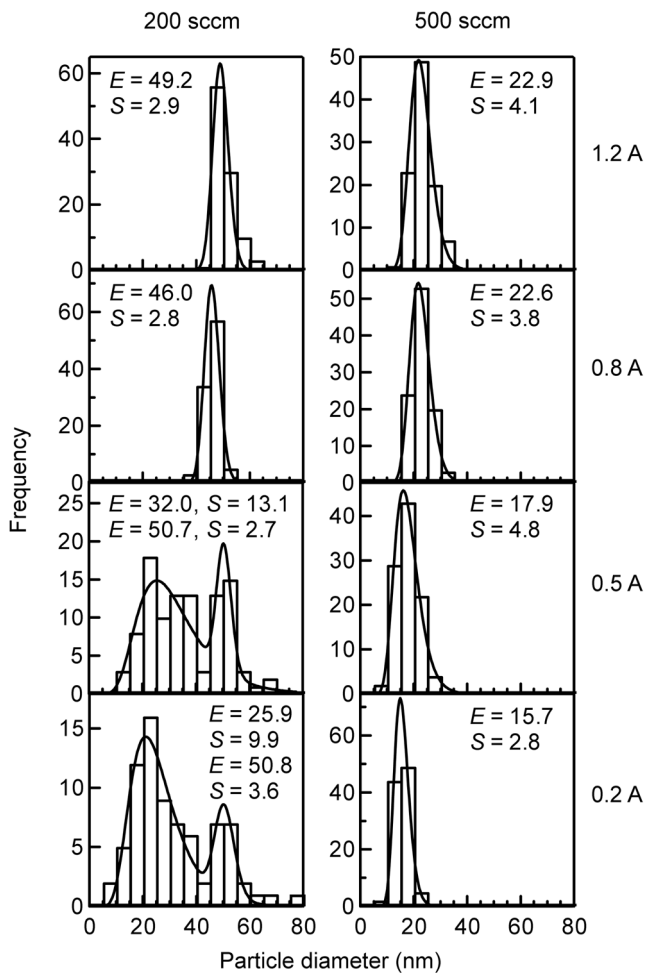 200 sccm 500 sccm
60
40
20
0
E = 49.2
S = 2.9
50
40
30
20
10
0
E = 22.9
S = 4.1
1.2 A
60
40
20
0
E = 46.0
S = 2.8
50
40
30
20
10
0
E = 22.6
S = 3.8
0.8 A
Frequency
25
20
15
10
5
0
E = 32.0, S = 13.1
E = 50.7, S = 2.7
40
30
20
10
0
E = 17.9
S = 4.8
0.5 A
15
10
5
0
E = 25.9
S = 9.9
E = 50.8
S = 3.6
60
40
20
0
E = 15.7
S = 2.8
0.2 A
0 20 40 60 80 0 20 40 60 80
Particle diameter (nm)